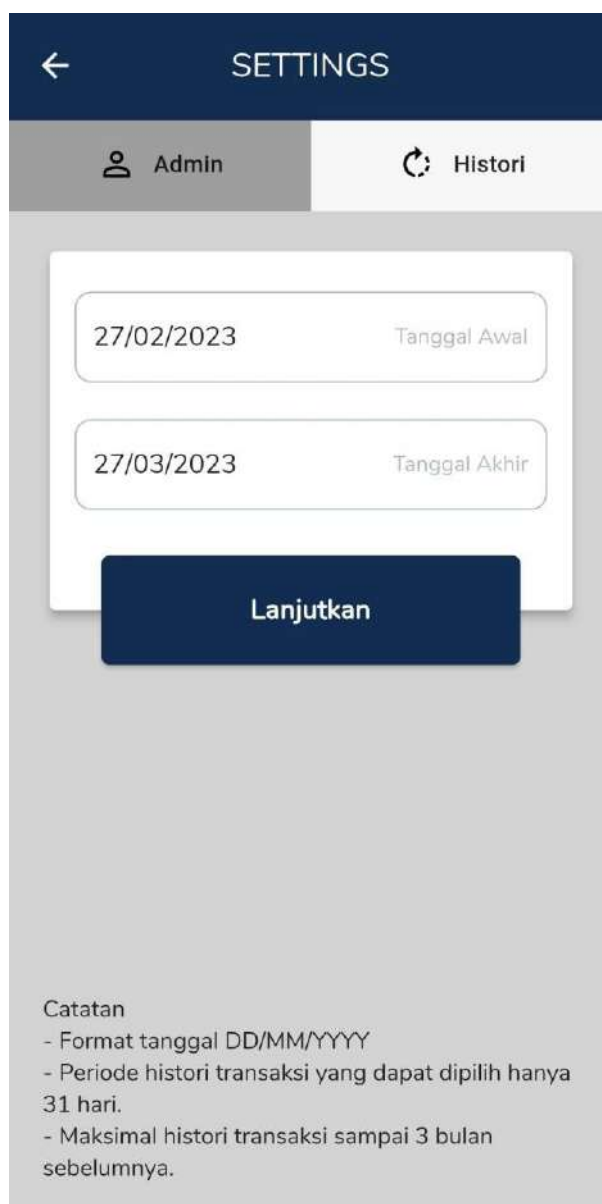 SETTINGS
Admin
Histori
27/02/2023 Tanggal Awal
27/03/2023 Tanggal Akhir
Lanjutkan
Catatan
- Format tanggal DD/MM/YYYY
- Periode histori transaksi yang dapat dipilih hanya
31 hari.
- Maksimal histori transaksi sampai 3 bulan
sebelumnya.